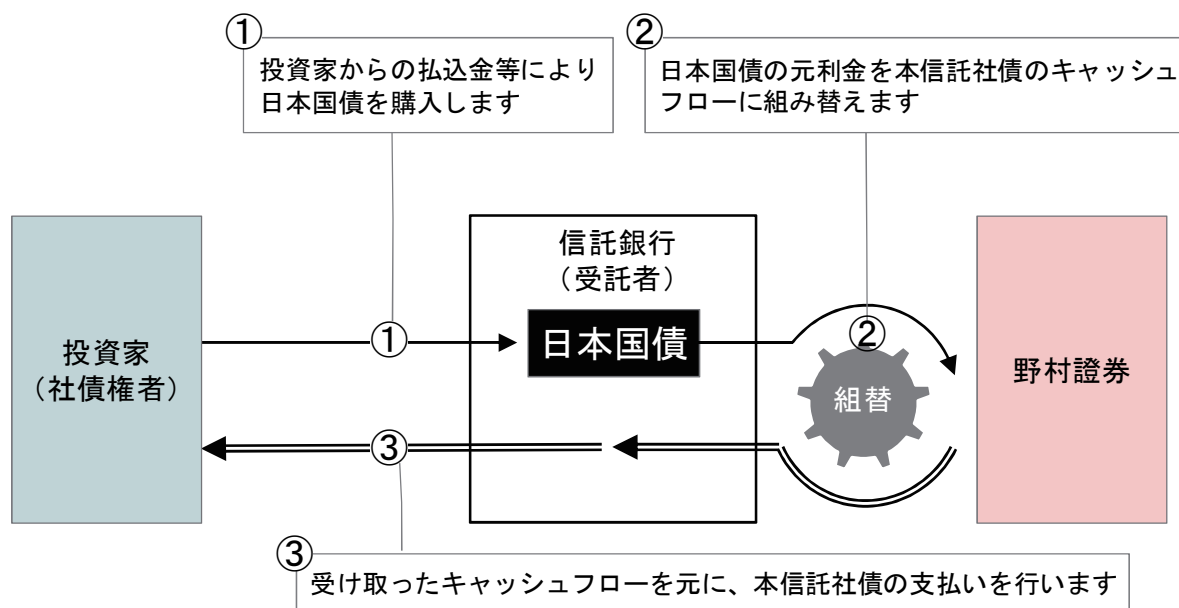 ①
投資家からの払込金等により
日本国債を購入します
②
日本国債の元利金を本信託社債のキャッシュ
フローに組み替えます
投資家
（社債権者）
①
信託銀行
（受託者）
日本国債
②
組替
野村證券
③
③
受け取ったキャッシュフローを元に、本信託社債の支払いを行います